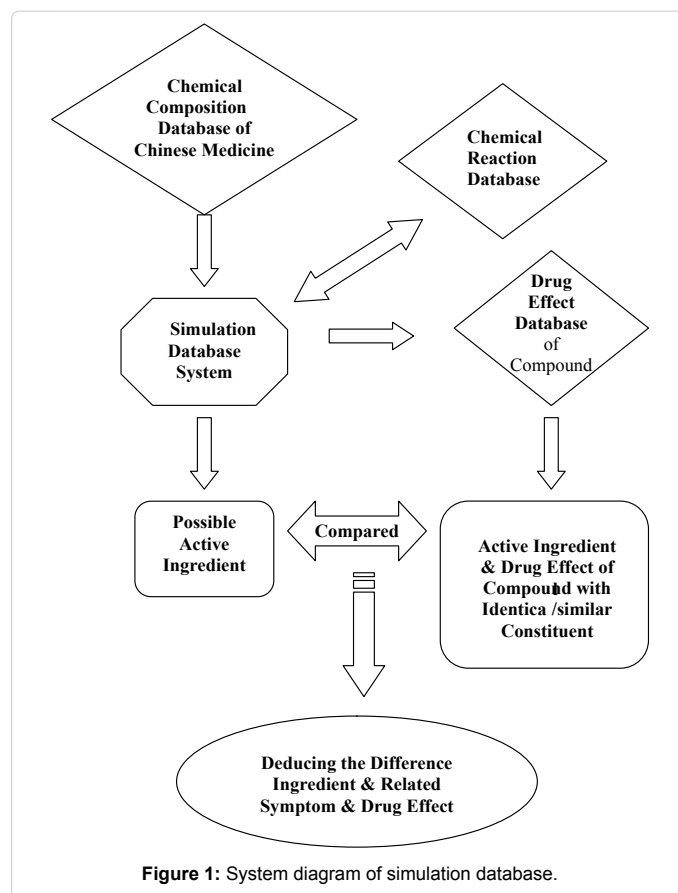 Chemical
Composition
Database of
Chinese Medicine
Chemical
Reaction
Database
Drug
Effect
Database
of
Compound
Simulation
Database
System
Possible
Active
Ingredient
Compared
Active Ingredient
& Drug Effect of
Compound with
Identica /similar
Constituent
Deducing the Difference
Ingredient & Related
Symptom & Drug Effect
Figure 1: System diagram of simulation database.